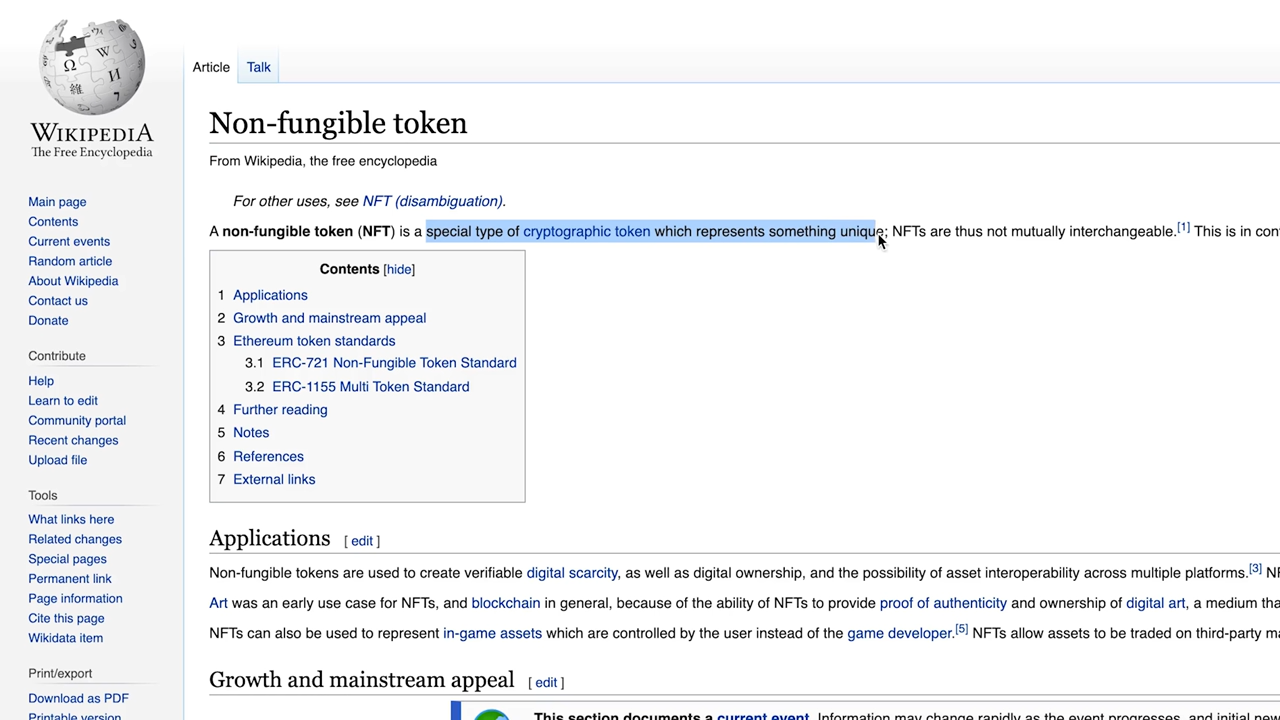 WIKIPEDIA
The Free Encyclopedia
Main page
Contents
Current events
Random article
About Wikipedia
Contact us
Donate
Contribute
Help
Learn to edit
Community portal
Recent changes
Upload file
Tools
What links here
Related changes
Special pages
Permanent link
Page information
Cite this page
Wikidata item
Print/export
Download as PDF
Printable version
Article Talk
Non-fungible token
From Wikipedia, the free encyclopedia
For other uses, see NFT (disambiguation).
A non-fungible token (NFT) is a special type of cryptographic token which represents something unique; NFTs are thus not mutually interchangeable.[1] This is in
Contents [hide]
1 Applications
2 Growth and mainstream appeal
3 Ethereum token standards
3.1 ERC-721 Non-Fungible Token Standard
3.2 ERC-1155 Multi Token Standard
4 Further reading
5 Notes
6 References
7 External links
Applications [ edit ]
Non-fungible tokens are used to create verifiable digital scarcity, as well as digital ownership, and the possibility of asset interoperability across multiple platforms.[3]
Art was an early use case for NFTs, and blockchain in general, because of the ability of NFTs to provide proof of authenticity and ownership of digital art, a medium
NFTs can also be used to represent in-game assets which are controlled by the user instead of the game developer.[5] NFTs allow assets to be traded on third-party
Growth and mainstream appeal [ edit ]
This section documents a current event. Information may change rapidly as the event progresses, and initial